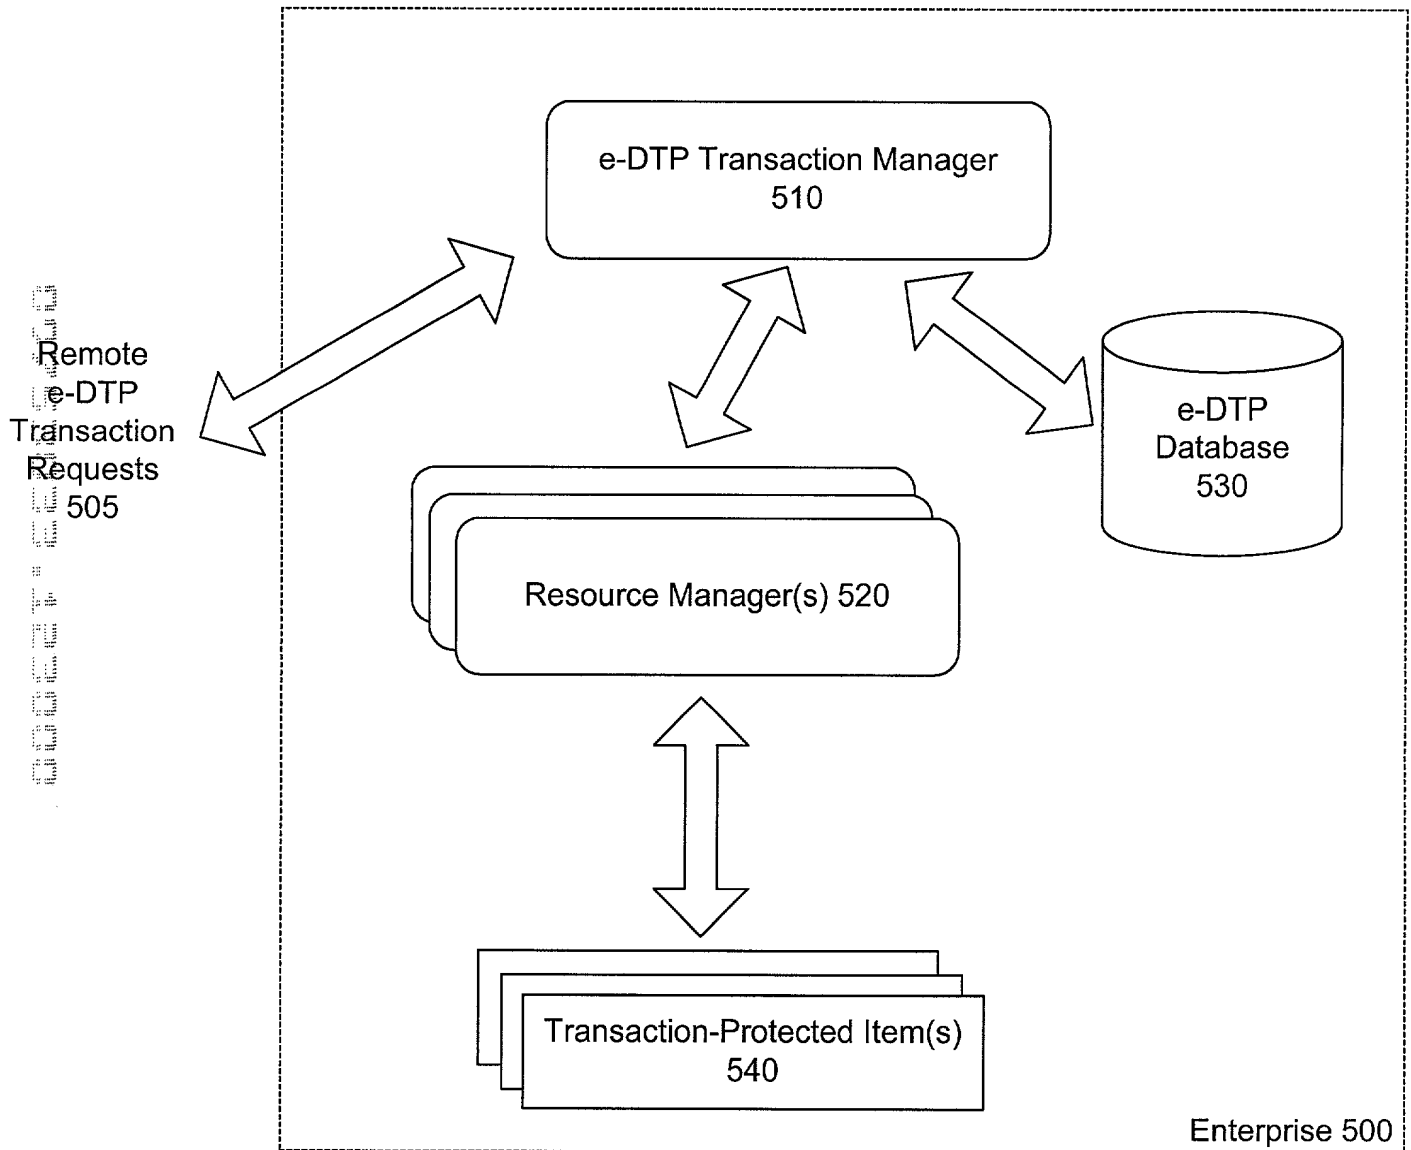 e-DTP Transaction Manager
510
Remote
e-DTP
Transaction
Requests
505
e-DTP
Database
530
Resource Manager(s) 520
Transaction-Protected Item(s)
540
Enterprise 500